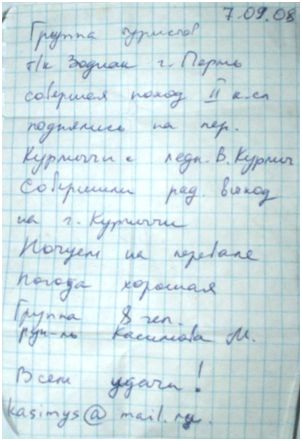 7.09.08
Группа туристов
т/к Зодиак г. Пермь
совершая поход II к.сл
поднялись на пер.
Курмычи с ледн. В. Курмыч
Совершили рад. выход
на г. Курмычи
Ночуем на перевале
Погода хорошая
Группа 8 чел.
рук-ль Касимова М.
Всем удачи!
kasimys@mail.ru.